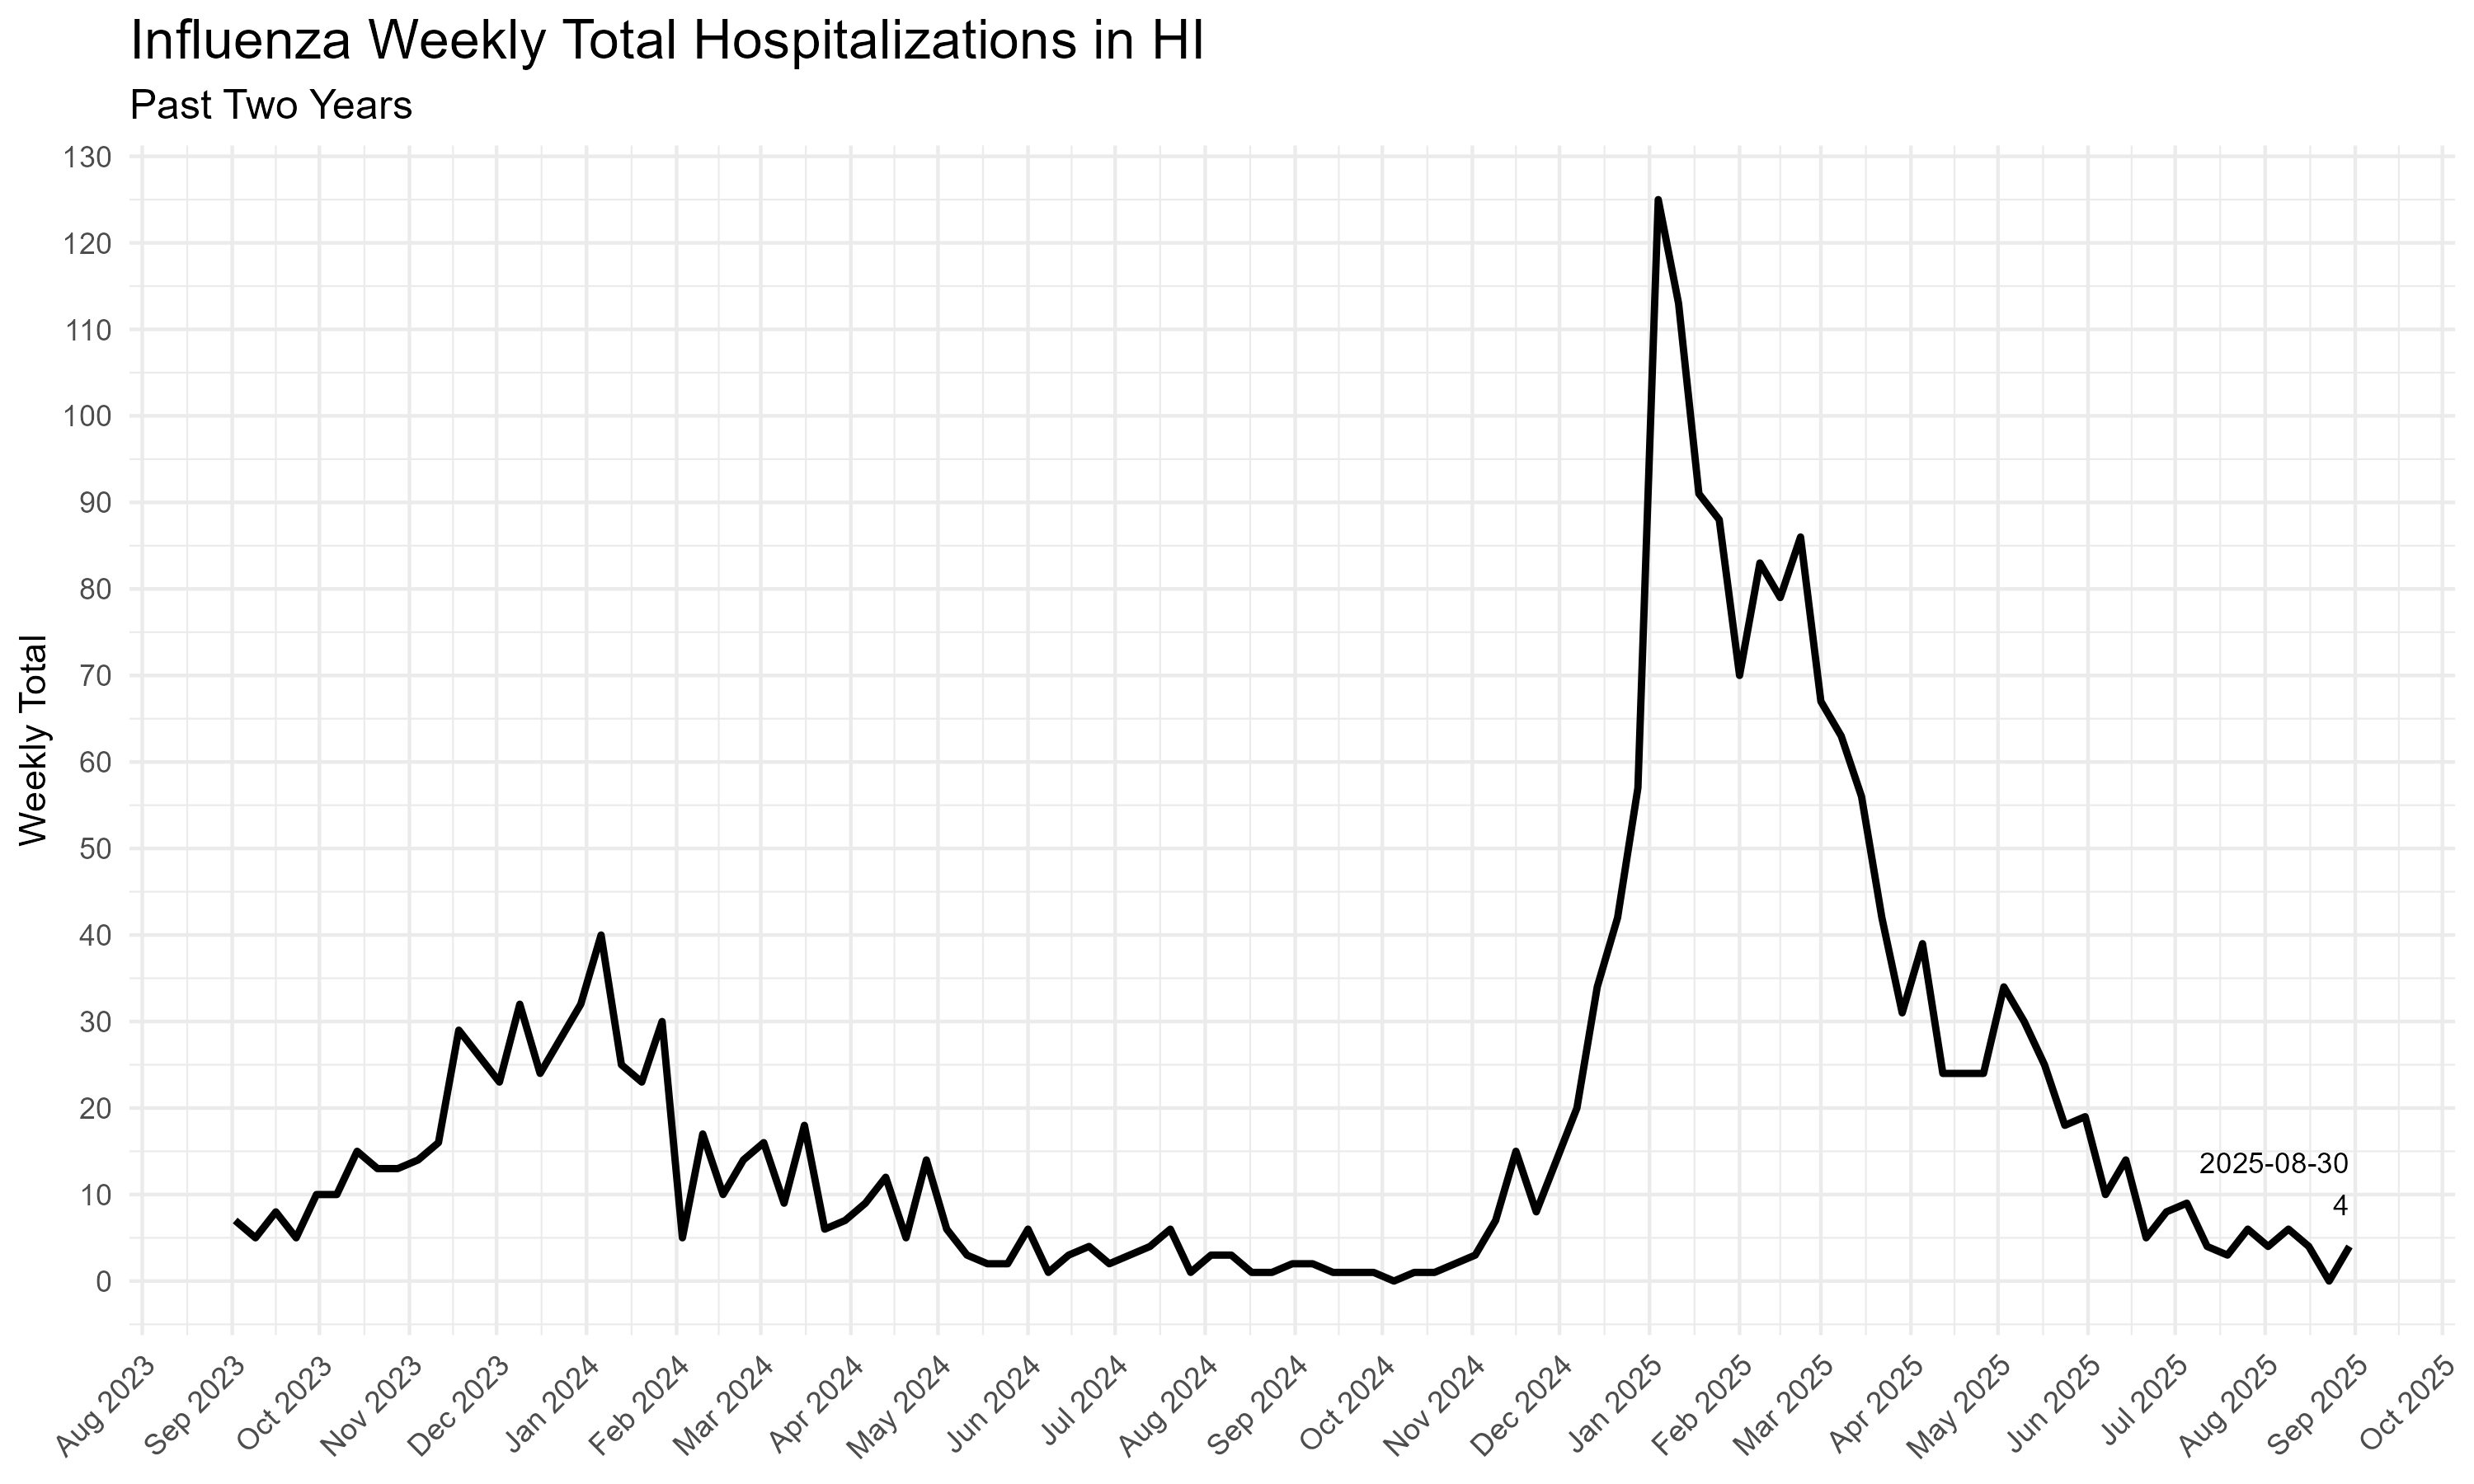 Influenza Weekly Total Hospitalizations in HI
Past Two Years
130
120
110
100
90
80
70
60
50
40
30
20
10
0
Weekly Total
2025-08-30
4
Aug 2023
Sep 2023
Oct 2023
Nov 2023
Dec 2023
Jan 2024
Feb 2024
Mar 2024
Apr 2024
May 2024
Jun 2024
Jul 2024
Aug 2024
Sep 2024
Oct 2024
Nov 2024
Dec 2024
Jan 2025
Feb 2025
Mar 2025
Apr 2025
May 2025
Jun 2025
Jul 2025
Aug 2025
Sep 2025
Oct 2025